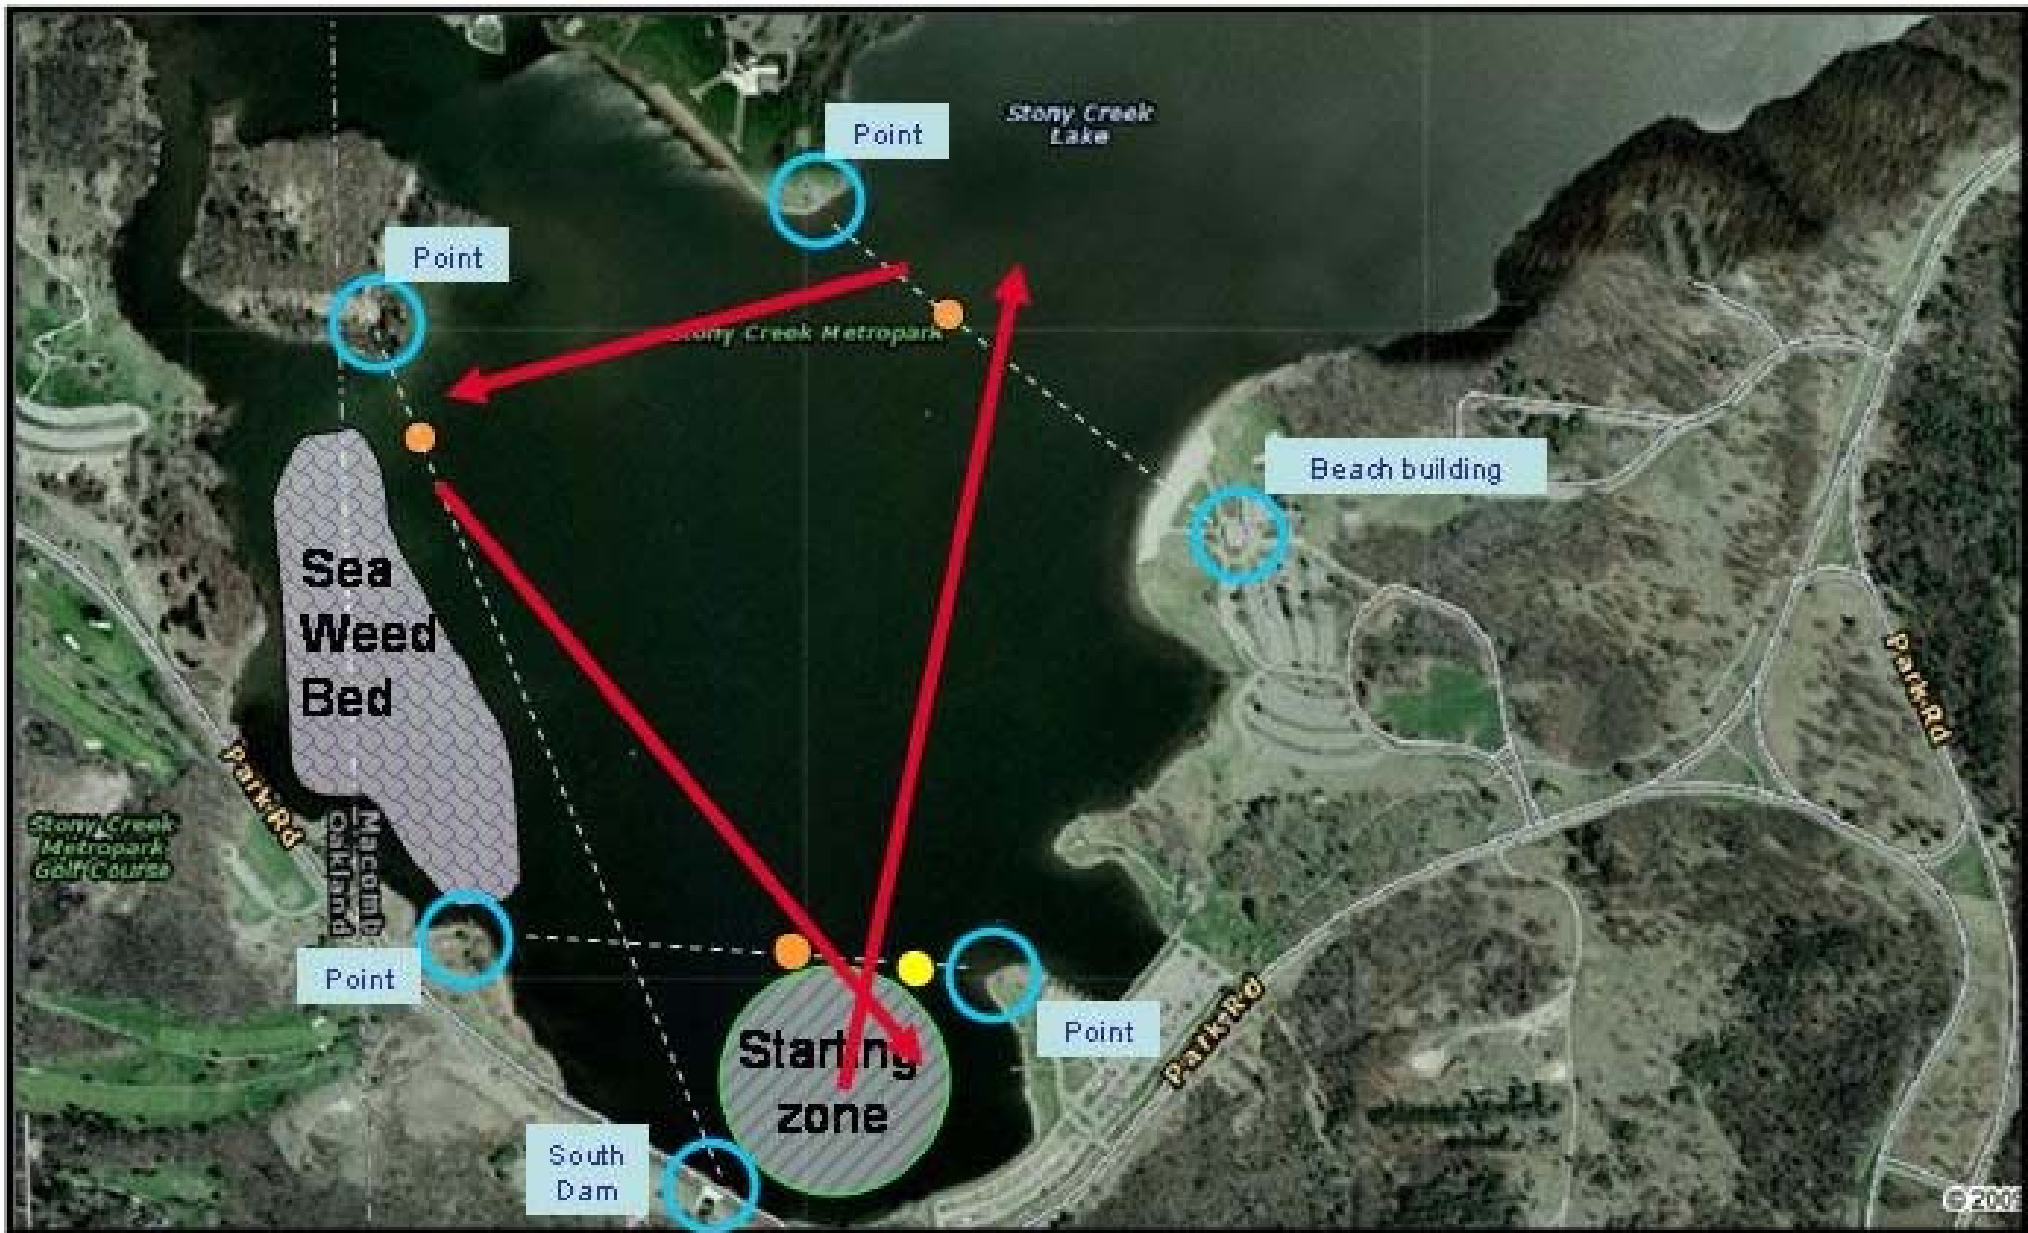 Stony Creek
Lake
Point
Point
Stony Creek Metropark
Beach building
Sea
Weed
Bed
Park Rd
Park Rd
Stony Creek
Metropark
Golf Course
Macomb
Oakland
Point
Point
Park Rd
Starting
zone
South
Dam